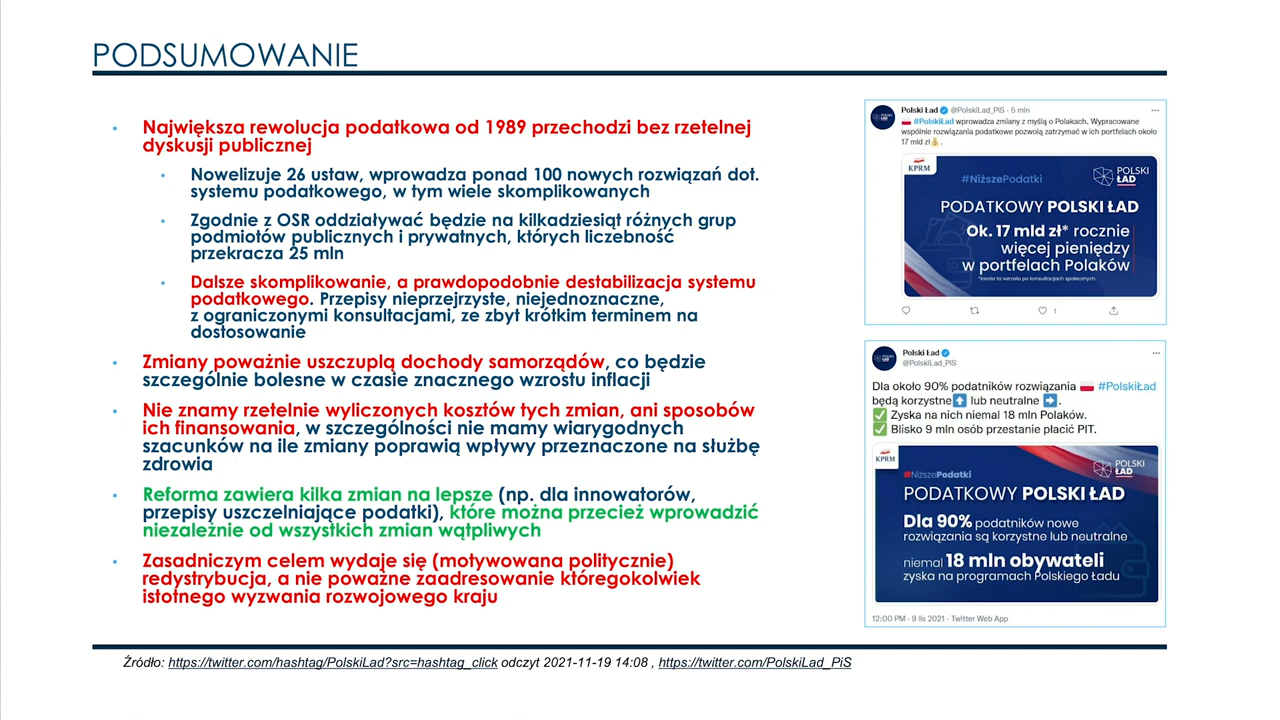 PODSUMOWANIE
• Największa rewolucja podatkowa od 1989 przechodzi bez rzetelnej
dyskusji publicznej
• Nowelizuje 26 ustaw, wprowadza ponad 100 nowych rozwiązań dot.
systemu podatkowego, w tym wiele skomplikowanych
• Zgodnie z OSR oddziaływać będzie na kilkadziesiąt różnych grup
podmiotów publicznych i prywatnych, których liczebność
przekracza 25 mln
• Dalsze skomplikowanie, a prawdopodobnie destabilizacja systemu
podatkowego. Przepisy nieprzejrzyste, niejednoznaczne,
z ograniczonymi konsultacjami, ze zbyt krótkim terminem na
dostosowanie
• Zmiany poważnie uszczuplą dochody samorządów, co będzie
szczególnie bolesne w czasie znacznego wzrostu inflacji
• Nie znamy rzetelnie wyliczonych kosztów tych zmian, ani sposobów
ich finansowania, w szczególności nie mamy wiarygodnych
szacunków na ile zmiany poprawią wpływy przeznaczone na służbę
zdrowia
• Reforma zawiera kilka zmian na lepsze (np. dla innowatorów,
przepisy uszczelniające podatki), które można przecież wprowadzić
niezależnie od wszystkich zmian wątpliwych
• Zasadniczym celem wydaje się (motywowana politycznie)
redystrybucja, a nie poważne zaadresowanie któregokolwiek
istotnego wyzwania rozwojowego kraju
Polski Ład @PolskiLad_PiS · 5 min
#PolskiŁad wprowadza zmiany z myślą o Polakach. Wypracowane
wspólnie rozwiązania podatkowe pozwolą zatrzymać w ich portfelach około
17 mld zł.
KPRM
#NiższePodatki
POLSKI
ŁAD
PODATKOWY POLSKI ŁAD
Ok. 17 mld zł* rocznie
więcej pieniędzy
w portfelach Polaków
*kwota ta wzrosła po konsultacjach społecznych.
1
Polski Ład
@PolskiLad_PiS
Dla około 90% podatników rozwiązania #PolskiŁad
będą korzystne lub neutralne.
Zyska na nich niemal 18 mln Polaków.
Blisko 9 mln osób przestanie płacić PIT.
KPRM
POLSKI
ŁAD
#NiższePodatki
PODATKOWY POLSKI ŁAD
Dla 90% podatników nowe
rozwiązania są korzystne lub neutralne
niemal 18 mln obywateli
zyska na programach Polskiego Ładu
12:00 PM · 9 lis 2021 · Twitter Web App
Źródło: https://twitter.com/hashtag/PolskiLad?src=hashtag_click odczyt 2021-11-19 14:08 , https://twitter.com/PolskiLad_PiS